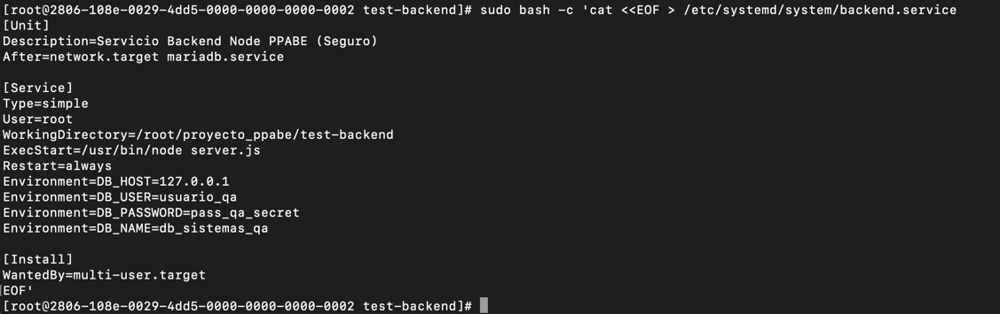 [root@2806-108e-0029-4dd5-0000-0000-0000-0002 test-backend]# sudo bash -c 'cat <<EOF > /etc/systemd/system/backend.service
[Unit]
Description=Servicio Backend Node PPABE (Seguro)
After=network.target mariadb.service

[Service]
Type=simple
User=root
WorkingDirectory=/root/proyecto_ppabe/test-backend
ExecStart=/usr/bin/node server.js
Restart=always
Environment=DB_HOST=127.0.0.1
Environment=DB_USER=usuario_qa
Environment=DB_PASSWORD=pass_qa_secret
Environment=DB_NAME=db_sistemas_qa

[Install]
WantedBy=multi-user.target
EOF'
[root@2806-108e-0029-4dd5-0000-0000-0000-0002 test-backend]#